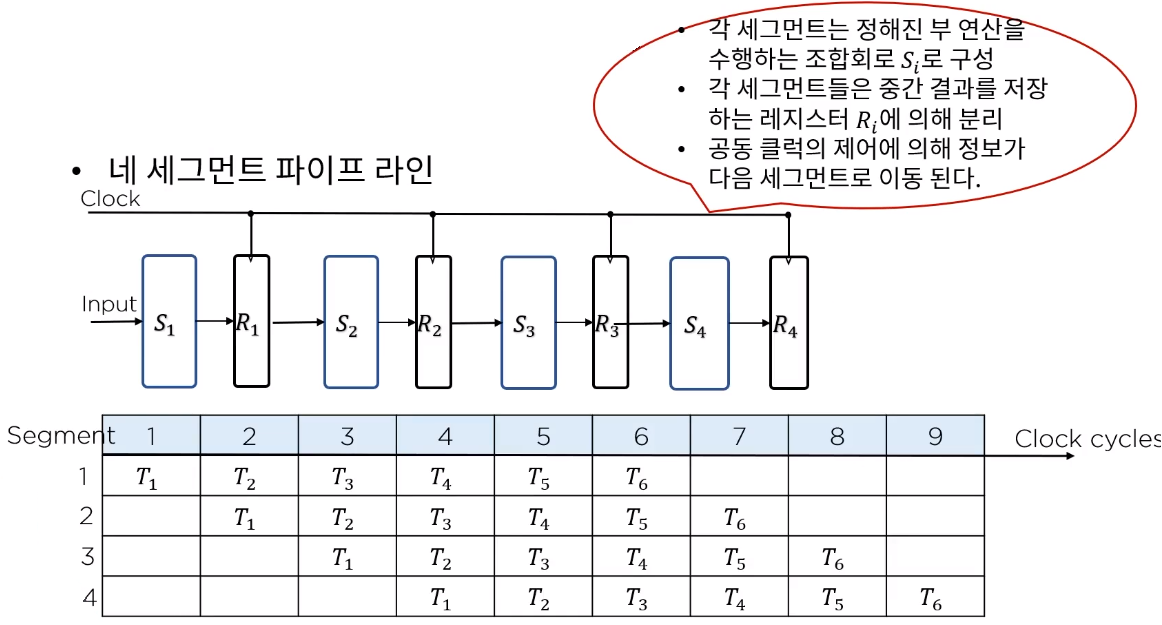 • 각 세그먼트는 정해진 부 연산을
수행하는 조합회로 S_i로 구성
• 각 세그먼트들은 중간 결과를 저장
하는 레지스터 R_i에 의해 분리
• 공동 클럭의 제어에 의해 정보가
다음 세그먼트로 이동 된다.
• 네 세그먼트 파이프 라인
Clock
Input S_1 R_1 S_2 R_2 S_3 R_3 S_4 R_4
Segment 1 2 3 4 5 6 7 8 9 Clock cycles
1 T_1 T_2 T_3 T_4 T_5 T_6
2 T_1 T_2 T_3 T_4 T_5 T_6
3 T_1 T_2 T_3 T_4 T_5 T_6
4 T_1 T_2 T_3 T_4 T_5 T_6